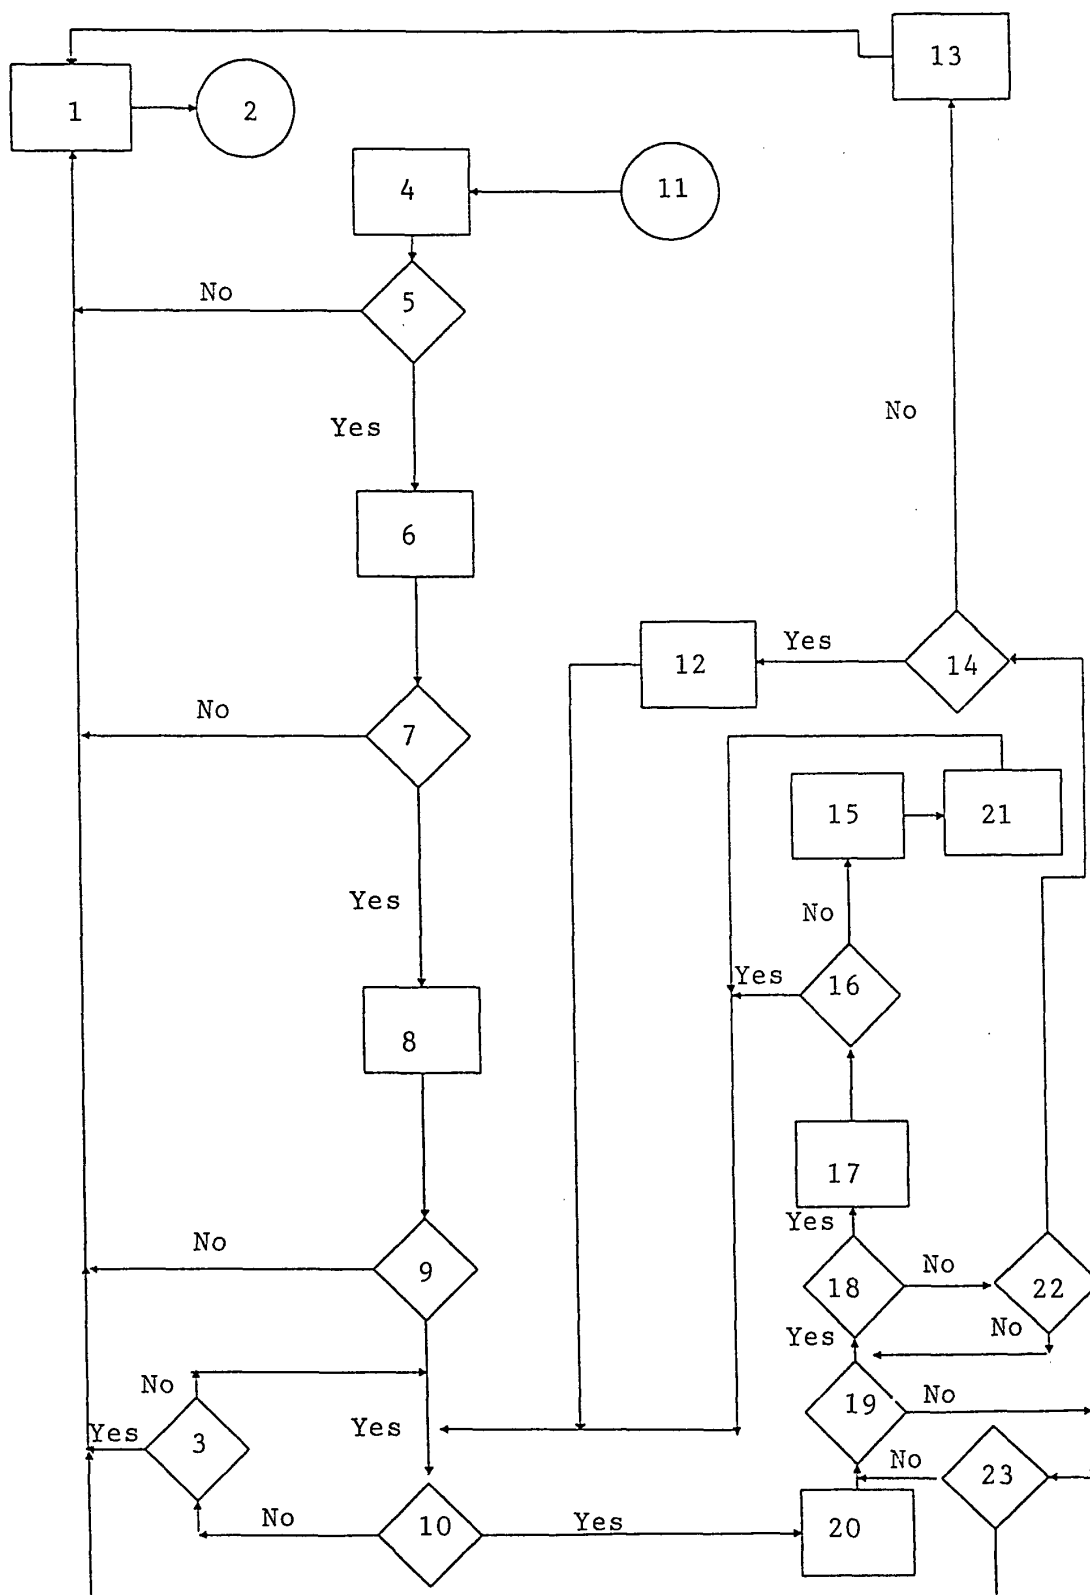 13
1
2
4
11
No
5
No
Yes
6
Yes
12
14
No
7
15
21
Yes
No
Yes
16
8
17
Yes
No
No
9
18
22
Yes
No
No
No
19
Yes
Yes
3
No
23
No
10
Yes
20